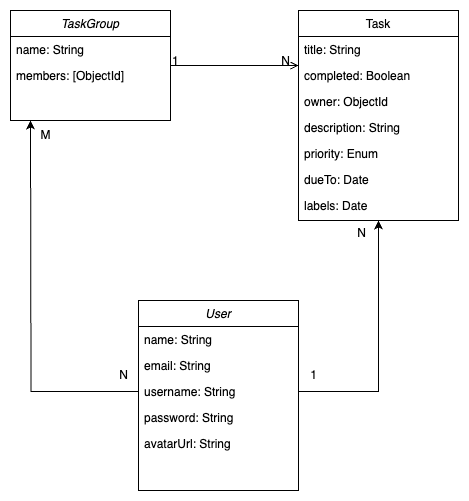 TaskGroup
name: String
members: [ObjectId]
1
N
Task
title: String
completed: Boolean
owner: ObjectId
description: String
priority: Enum
dueTo: Date
labels: Date
M
N
User
name: String
email: String
username: String
password: String
avatarUrl: String
N
1